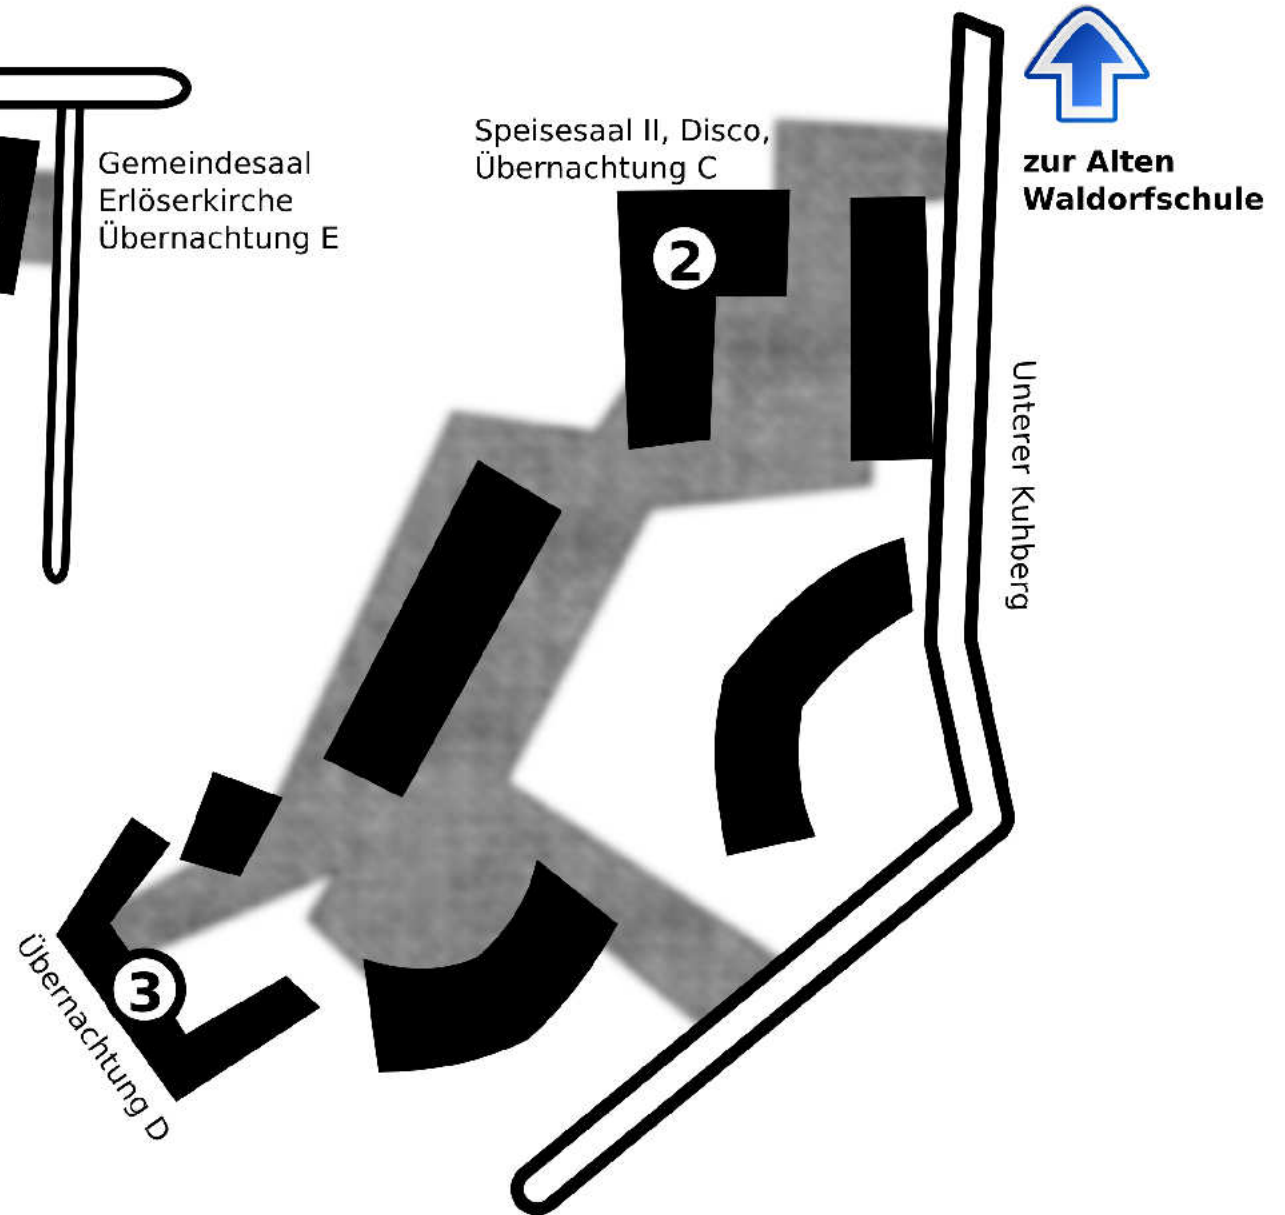 Gemeindesaal
Erlöserkirche
Übernachtung E
Speisesaal II, Disco,
Übernachtung C
2
zur Alten
Waldorfschule
Unterer Kuhberg
3
Übernachtung D